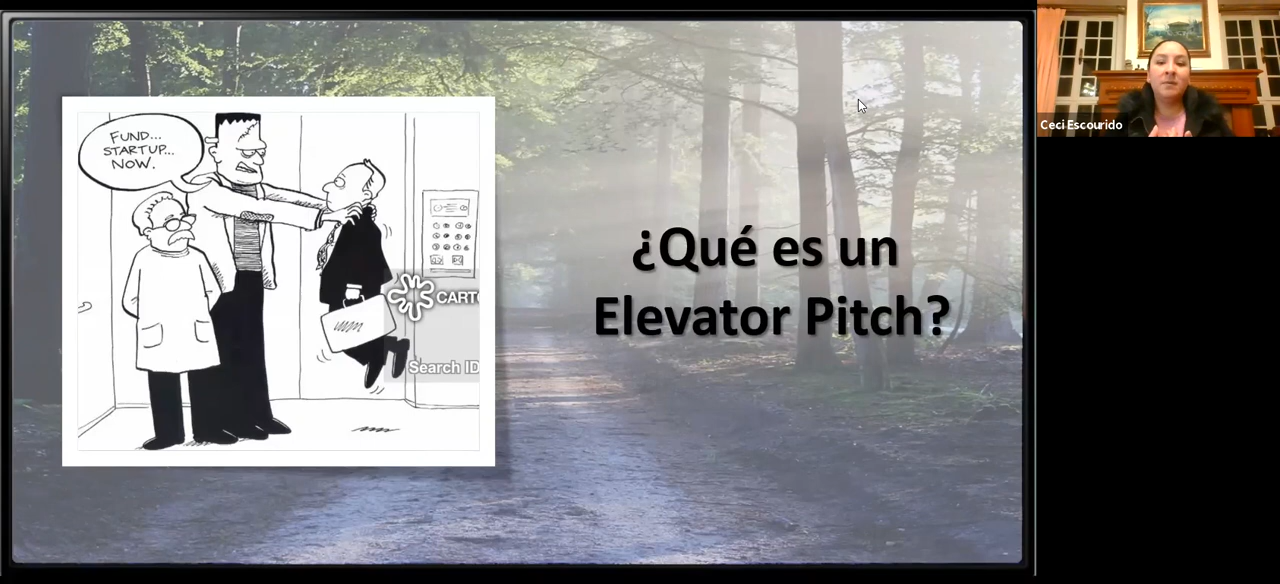 FUND...
STARTUP...
NOW.
CART
Search ID
¿Qué es un
Elevator Pitch?
Ceci Escourido